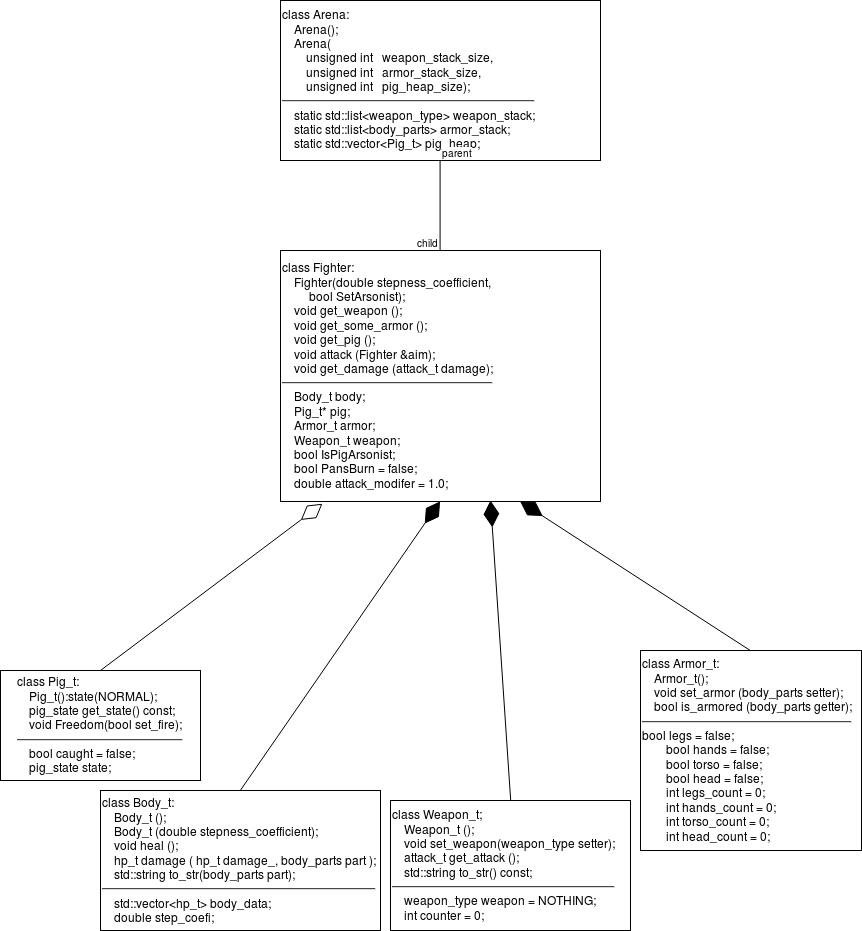 class Arena:
Arena();
Arena(
unsigned int weapon_stack_size,
unsigned int armor_stack_size,
unsigned int pig_heap_size);
static std::list<weapon_type> weapon_stack;
static std::list<body_parts> armor_stack;
static std::vector<Pig_t> pig_heap;
parent
child
class Fighter:
Fighter(double stepness_coefficient,
bool SetArsonist);
void get_weapon ();
void get_some_armor ();
void get_pig ();
void attack (Fighter &aim);
void get_damage (attack_t damage);
Body_t body;
Pig_t* pig;
Armor_t armor;
Weapon_t weapon;
bool IsPigArsonist;
bool PansBurn = false;
double attack_modifer = 1.0;
class Pig_t:
Pig_t():state(NORMAL);
pig_state get_state() const;
void Freedom(bool set_fire);
bool caught = false;
pig_state state;
class Body_t:
Body_t ();
Body_t (double stepness_coefficient);
void heal ();
hp_t damage ( hp_t damage_, body_parts part );
std::string to_str(body_parts part);
std::vector<hp_t> body_data;
double step_coefi;
class Weapon_t;
Weapon_t ();
void set_weapon(weapon_type setter);
attack_t get_attack ();
std::string to_str() const;
weapon_type weapon = NOTHING;
int counter = 0;
class Armor_t:
Armor_t();
void set_armor (body_parts setter);
bool is_armored (body_parts getter);
bool legs = false;
bool hands = false;
bool torso = false;
bool head = false;
int legs_count = 0;
int hands_count = 0;
int torso_count = 0;
int head_count = 0;